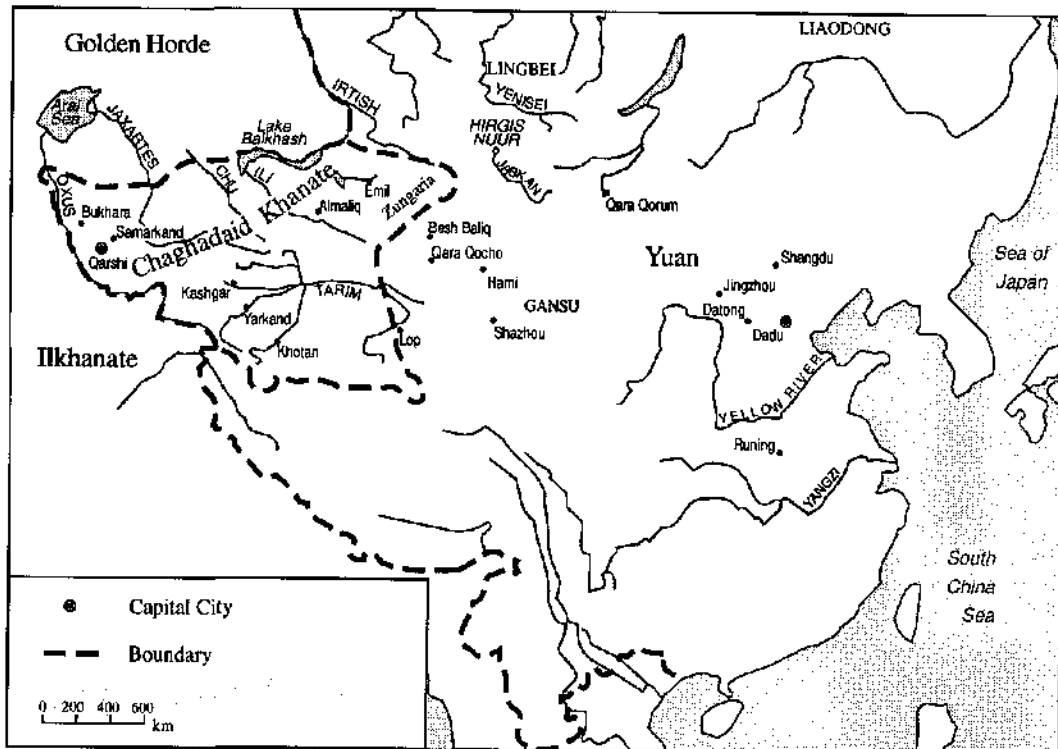 Golden Horde
LIAODONG
LINGBEI
IRTISH
YENISEI
Aral
Sea
JAXARTES
Lake
Balkhash
HIRGIS
NUUR
JABKAN
OXUS
CHU
ILI
Emil
Zungaria
Qara Qorum
Almaliq
Bukhara
Samarkand
Qarshi
Chaghadaid Khanate
Besh Baliq
Qara Qocho
Hami
Yuan
Shangdu
Sea of
Japan
Kashgar
TARIM
GANSU
Jingzhou
Datong
Dadu
Yarkand
Shazhou
Lop
Khotan
Ilkhanate
YELLOW RIVER
Runing
YANGZI
South
China
Sea
Capital City
Boundary
0 200 400 600
km